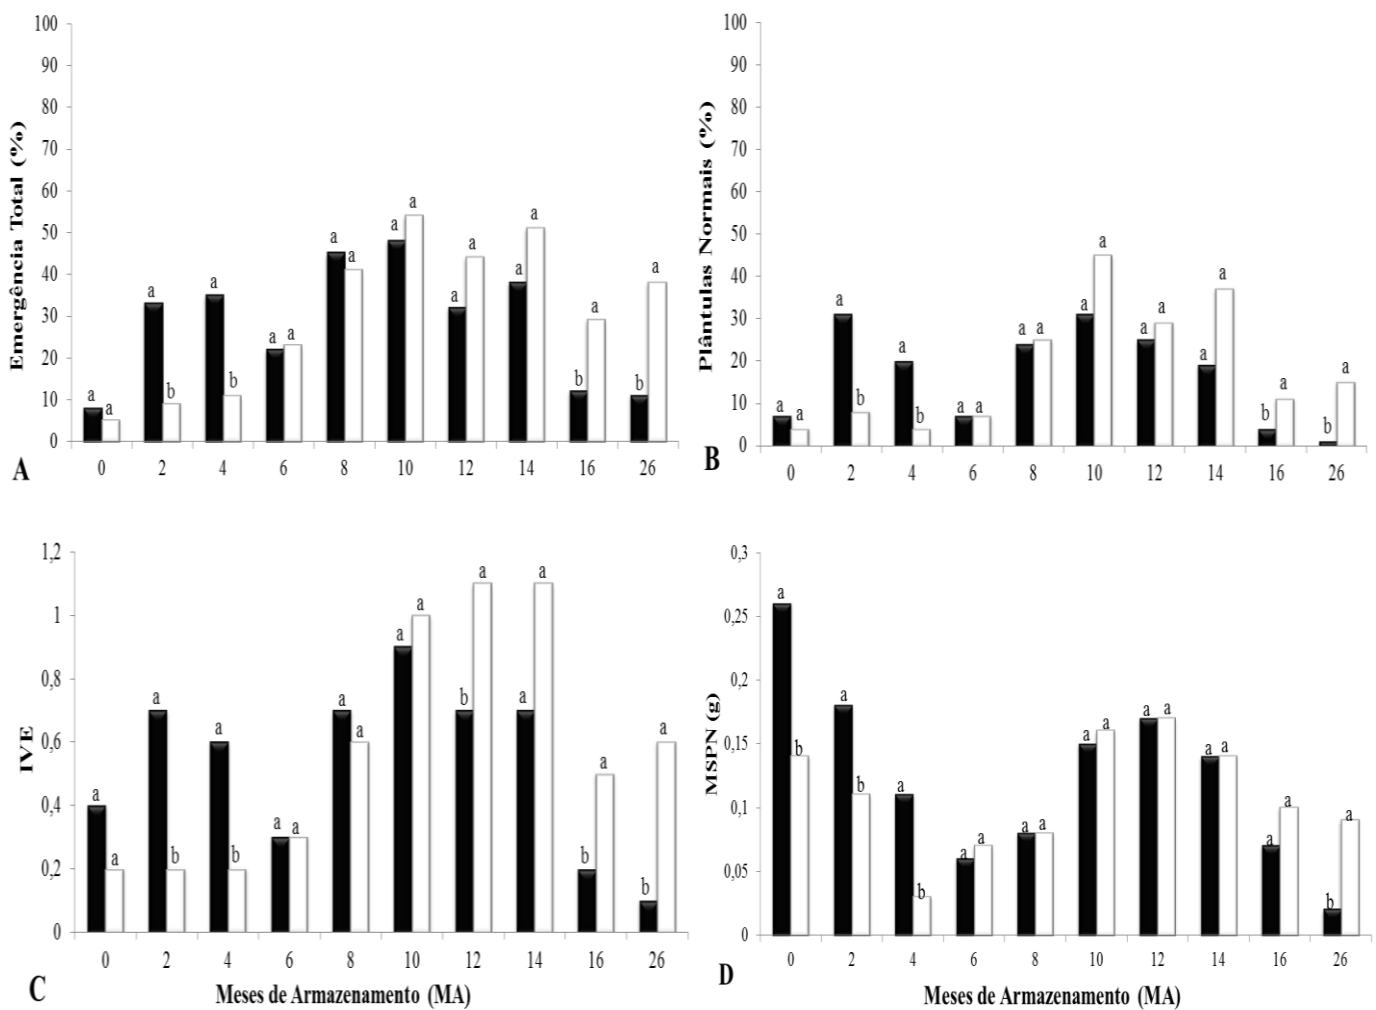 Emergência Total (%)
100
90
80
70
60
50
40
30
20
10
0
a a a b a b a a a a a a a a a a b a b a
0 2 4 6 8 10 12 14 16 26
A
Plântulas Normais (%)
100
90
80
70
60
50
40
30
20
10
0
a a a b a b a a a a a a a a a a b a b a
0 2 4 6 8 10 12 14 16 26
B
IVE
1,2
1
0,8
0,6
0,4
0,2
0
a a a b a b a a a a a a b a a a b a b a
0 2 4 6 8 10 12 14 16 26
C
Meses de Armazenamento (MA)
MSPN (g)
0,3
0,25
0,2
0,15
0,1
0,05
0
a b a b a b a a a a a a a a a a a a b a
0 2 4 6 8 10 12 14 16 26
D
Meses de Armazenamento (MA)